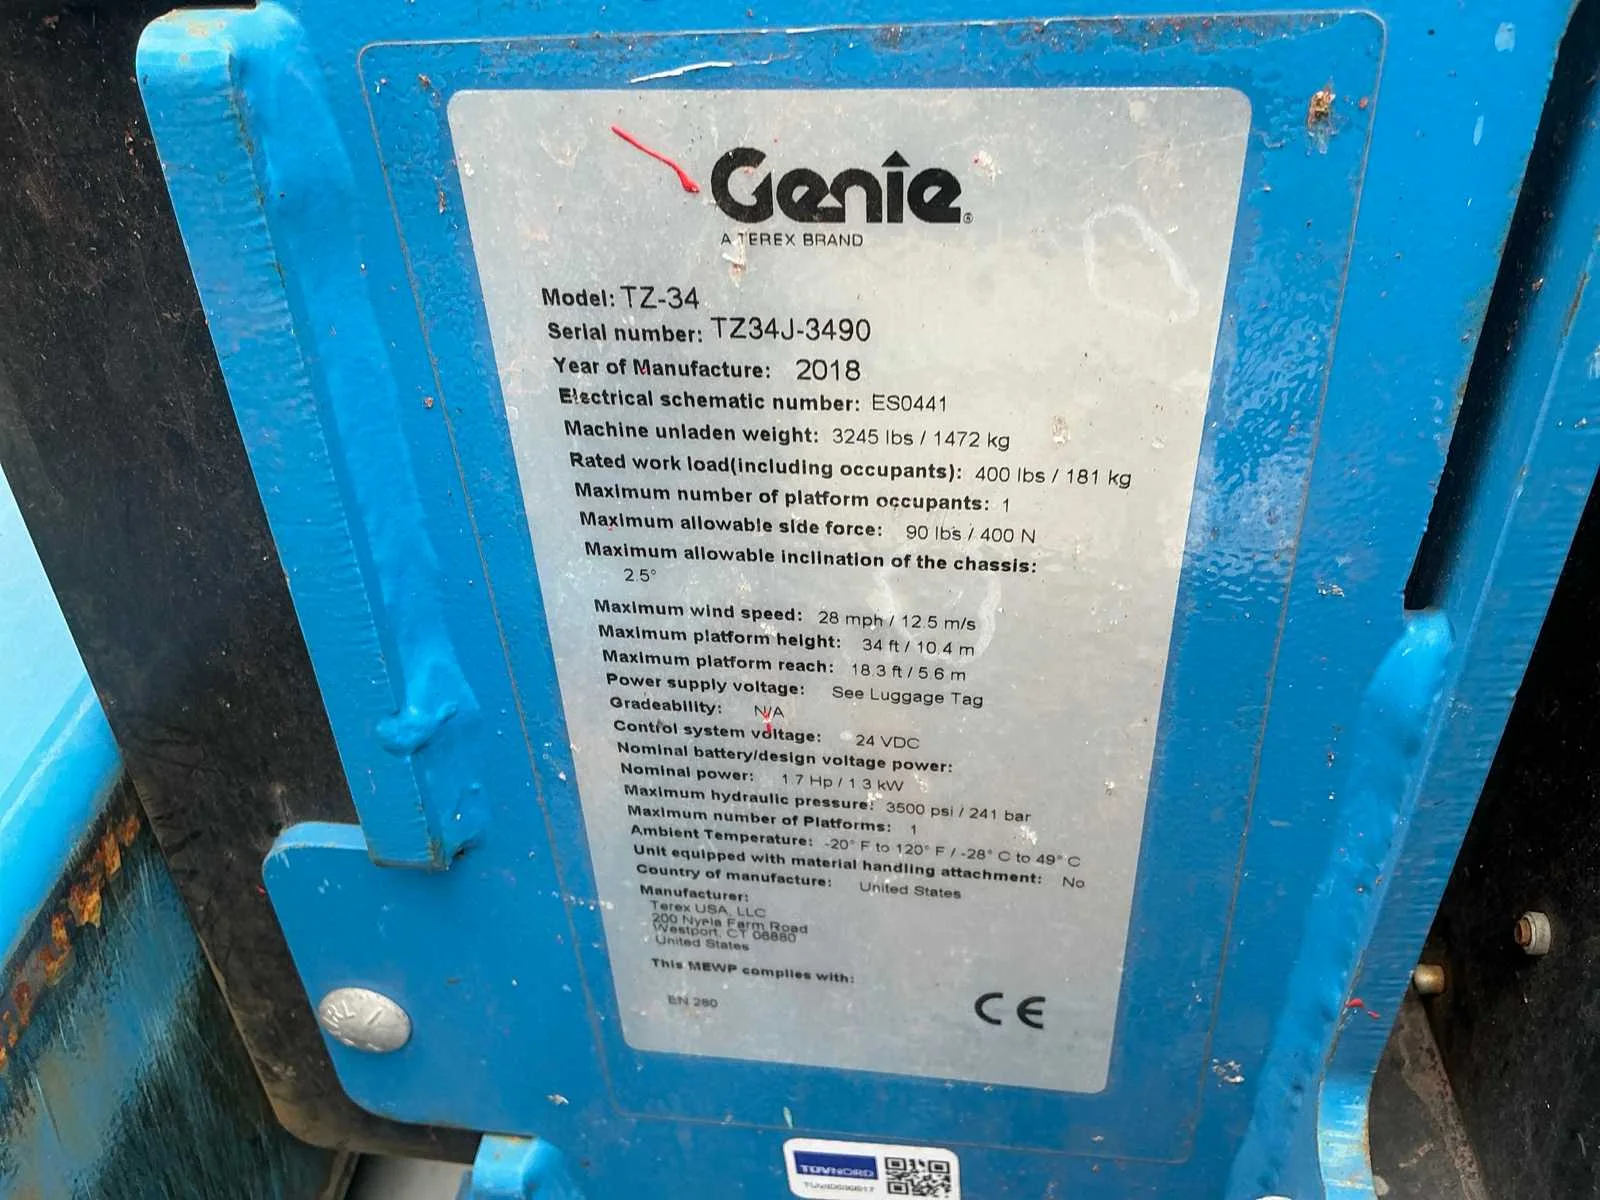 Genie®
A TEREX BRAND
Model: TZ-34
Serial number: TZ34J-3490
Year of Manufacture: 2018
Electrical schematic number: ES0441
Machine unladen weight: 3245 lbs / 1472 kg
Rated work load(including occupants): 400 lbs / 181 kg
Maximum number of platform occupants: 1
Maximum allowable side force: 90 lbs / 400 N
Maximum allowable inclination of the chassis:
2.5°
Maximum wind speed: 28 mph / 12.5 m/s
Maximum platform height: 34 ft / 10.4 m
Maximum platform reach: 18.3 ft / 5.6 m
Power supply voltage: See Luggage Tag
Gradeability: N/A
Control system voltage: 24 VDC
Nominal battery/design voltage power:
Nominal power: 1.7 Hp / 1.3 kW
Maximum hydraulic pressure: 3500 psi / 241 bar
Maximum number of Platforms: 1
Ambient Temperature: -20° F to 120° F / -28° C to 49° C
Unit equipped with material handling attachment: No
Country of manufacture: United States
Manufacturer:
Terex USA, LLC
200 Nyala Farm Road
Westport, CT 06880
United States
This MEWP complies with:
EN 280
CE
TÜVNORD